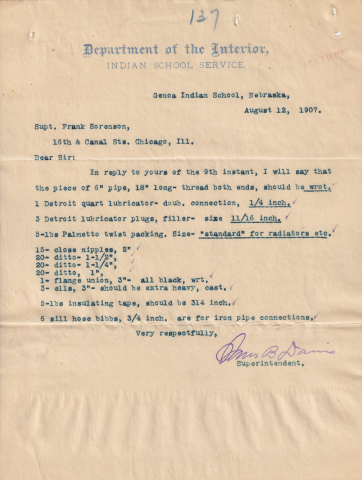 137
Department of the Interior,
INDIAN SCHOOL SERVICE.
Genoa Indian School, Nebraska,
August 12, 1907.
Supt. Frank Sorenson,
16th & Canal Sts. Chicago, Ill.
Dear Sir:
In reply to yours of the 9th instant, I will say that
the piece of 6" pipe, 18" long- thread both ends, should be wrot.
1 Detroit quart lubricator- doub. connection, 1/4 inch.
3 Detroit lubricator plugs, filler- size 11/16 inch.
5-lbs Palmetto twist packing. Size- "standard" for radiators etc.
15- close nipples, 2"
20- ditto- 1-1/2",
20- ditto- 1-1/4",
20- ditto, 1",
1- flange union, 3"- all black, wrt.
3- ells, 3"- should be extra heavy, cast.
5-lbs insulating tape, should be 314 inch.
6 sill hose bibbs, 3/4 inch. are for iron pipe connections.
Very respectfully,
Sam B Davis
Superintendent.